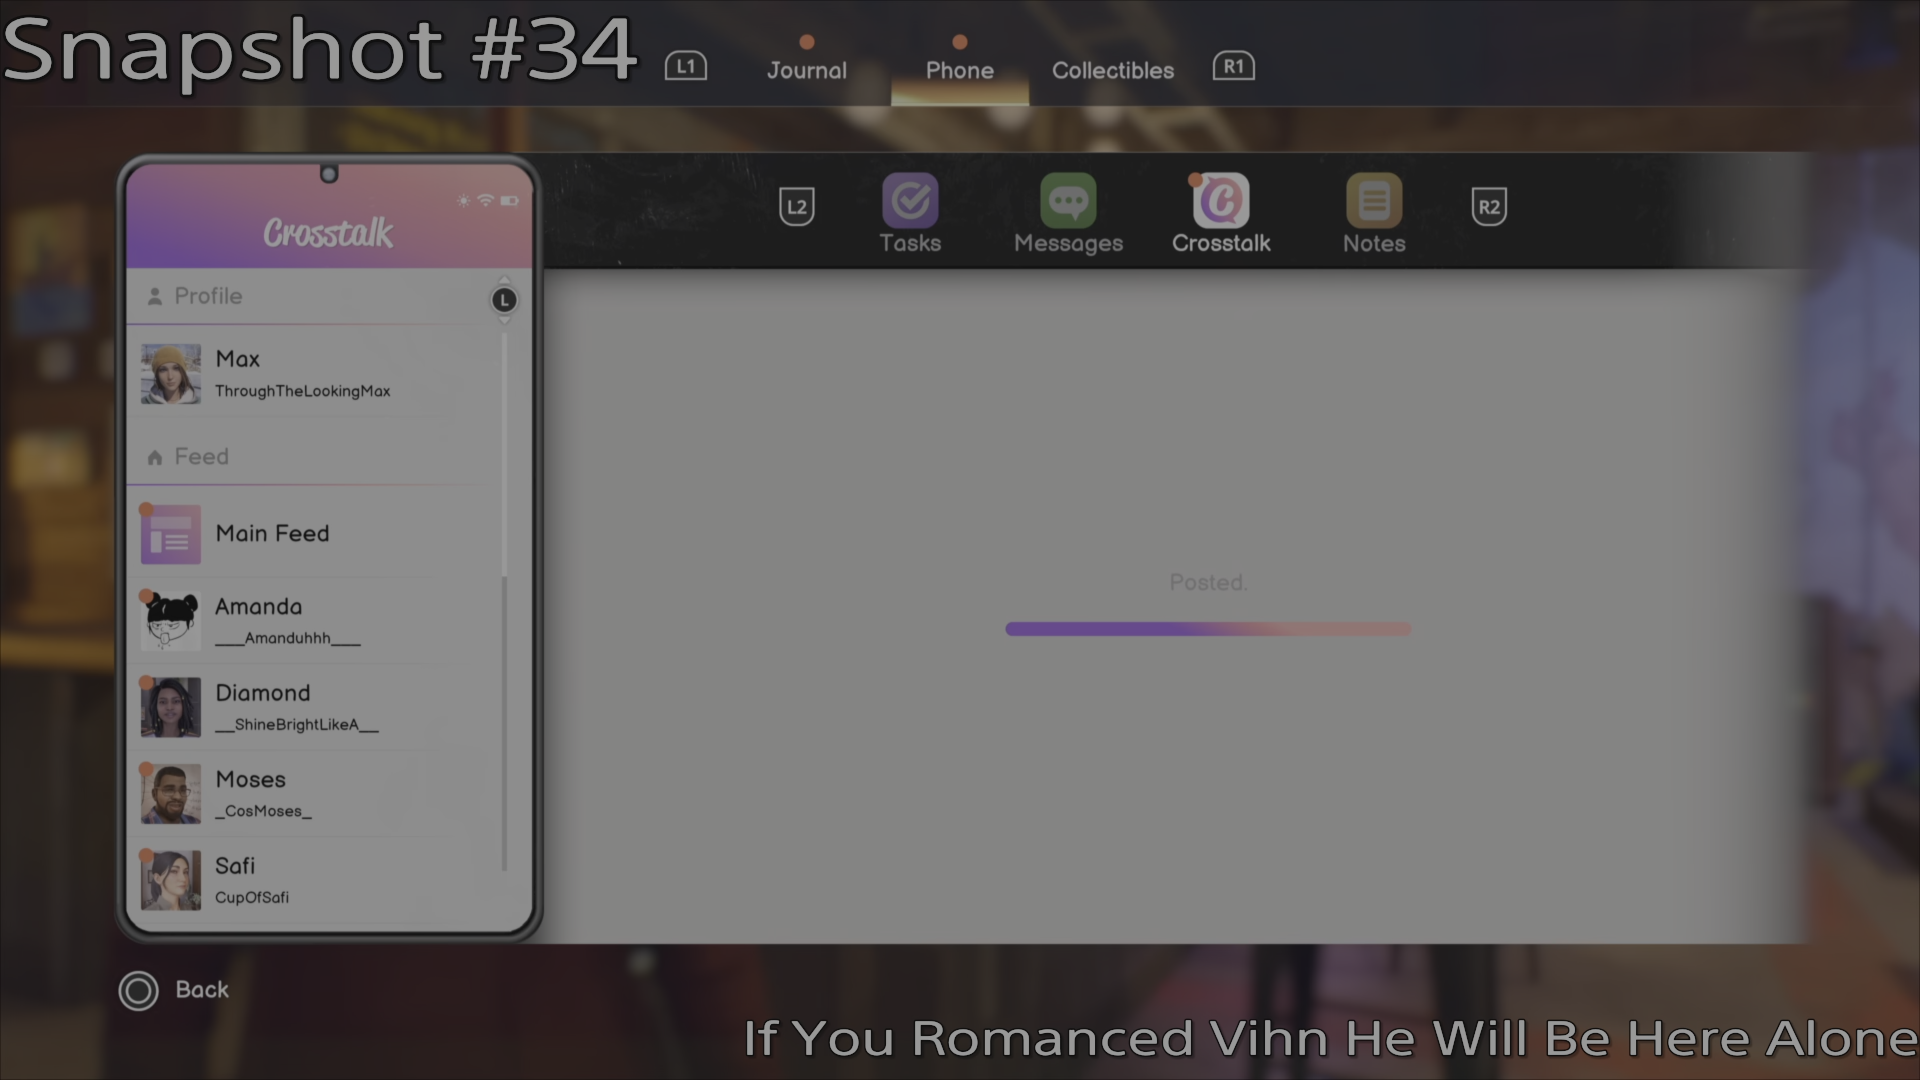 Snapshot #34
L1
Journal
Phone
Collectibles
R1
Crosstalk
L2
Tasks
Messages
Crosstalk
Notes
R2
Profile
L
Max
ThroughTheLookingMax
Feed
Main Feed
Amanda
___Amanduhhh___
Diamond
__ShineBrightLikeA__
Moses
_CosMoses_
Safi
CupOfSafi
Posted.
Back
If You Romanced Vihn He Will Be Here Alone